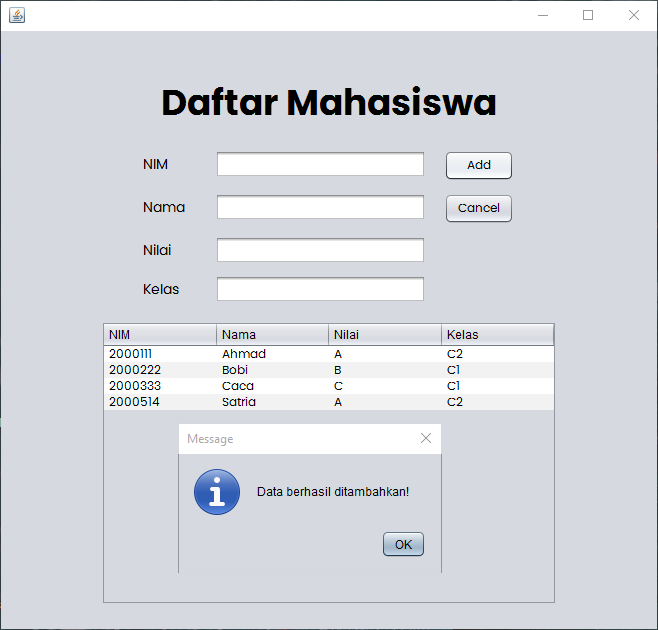 Daftar Mahasiswa
NIM Add
Nama Cancel
Nilai
Kelas
NIM Nama Nilai Kelas
2000111 Ahmad A C2
2000222 Bobi B C1
2000333 Caca C C1
2000514 Satria A C2
Message
Data berhasil ditambahkan!
OK